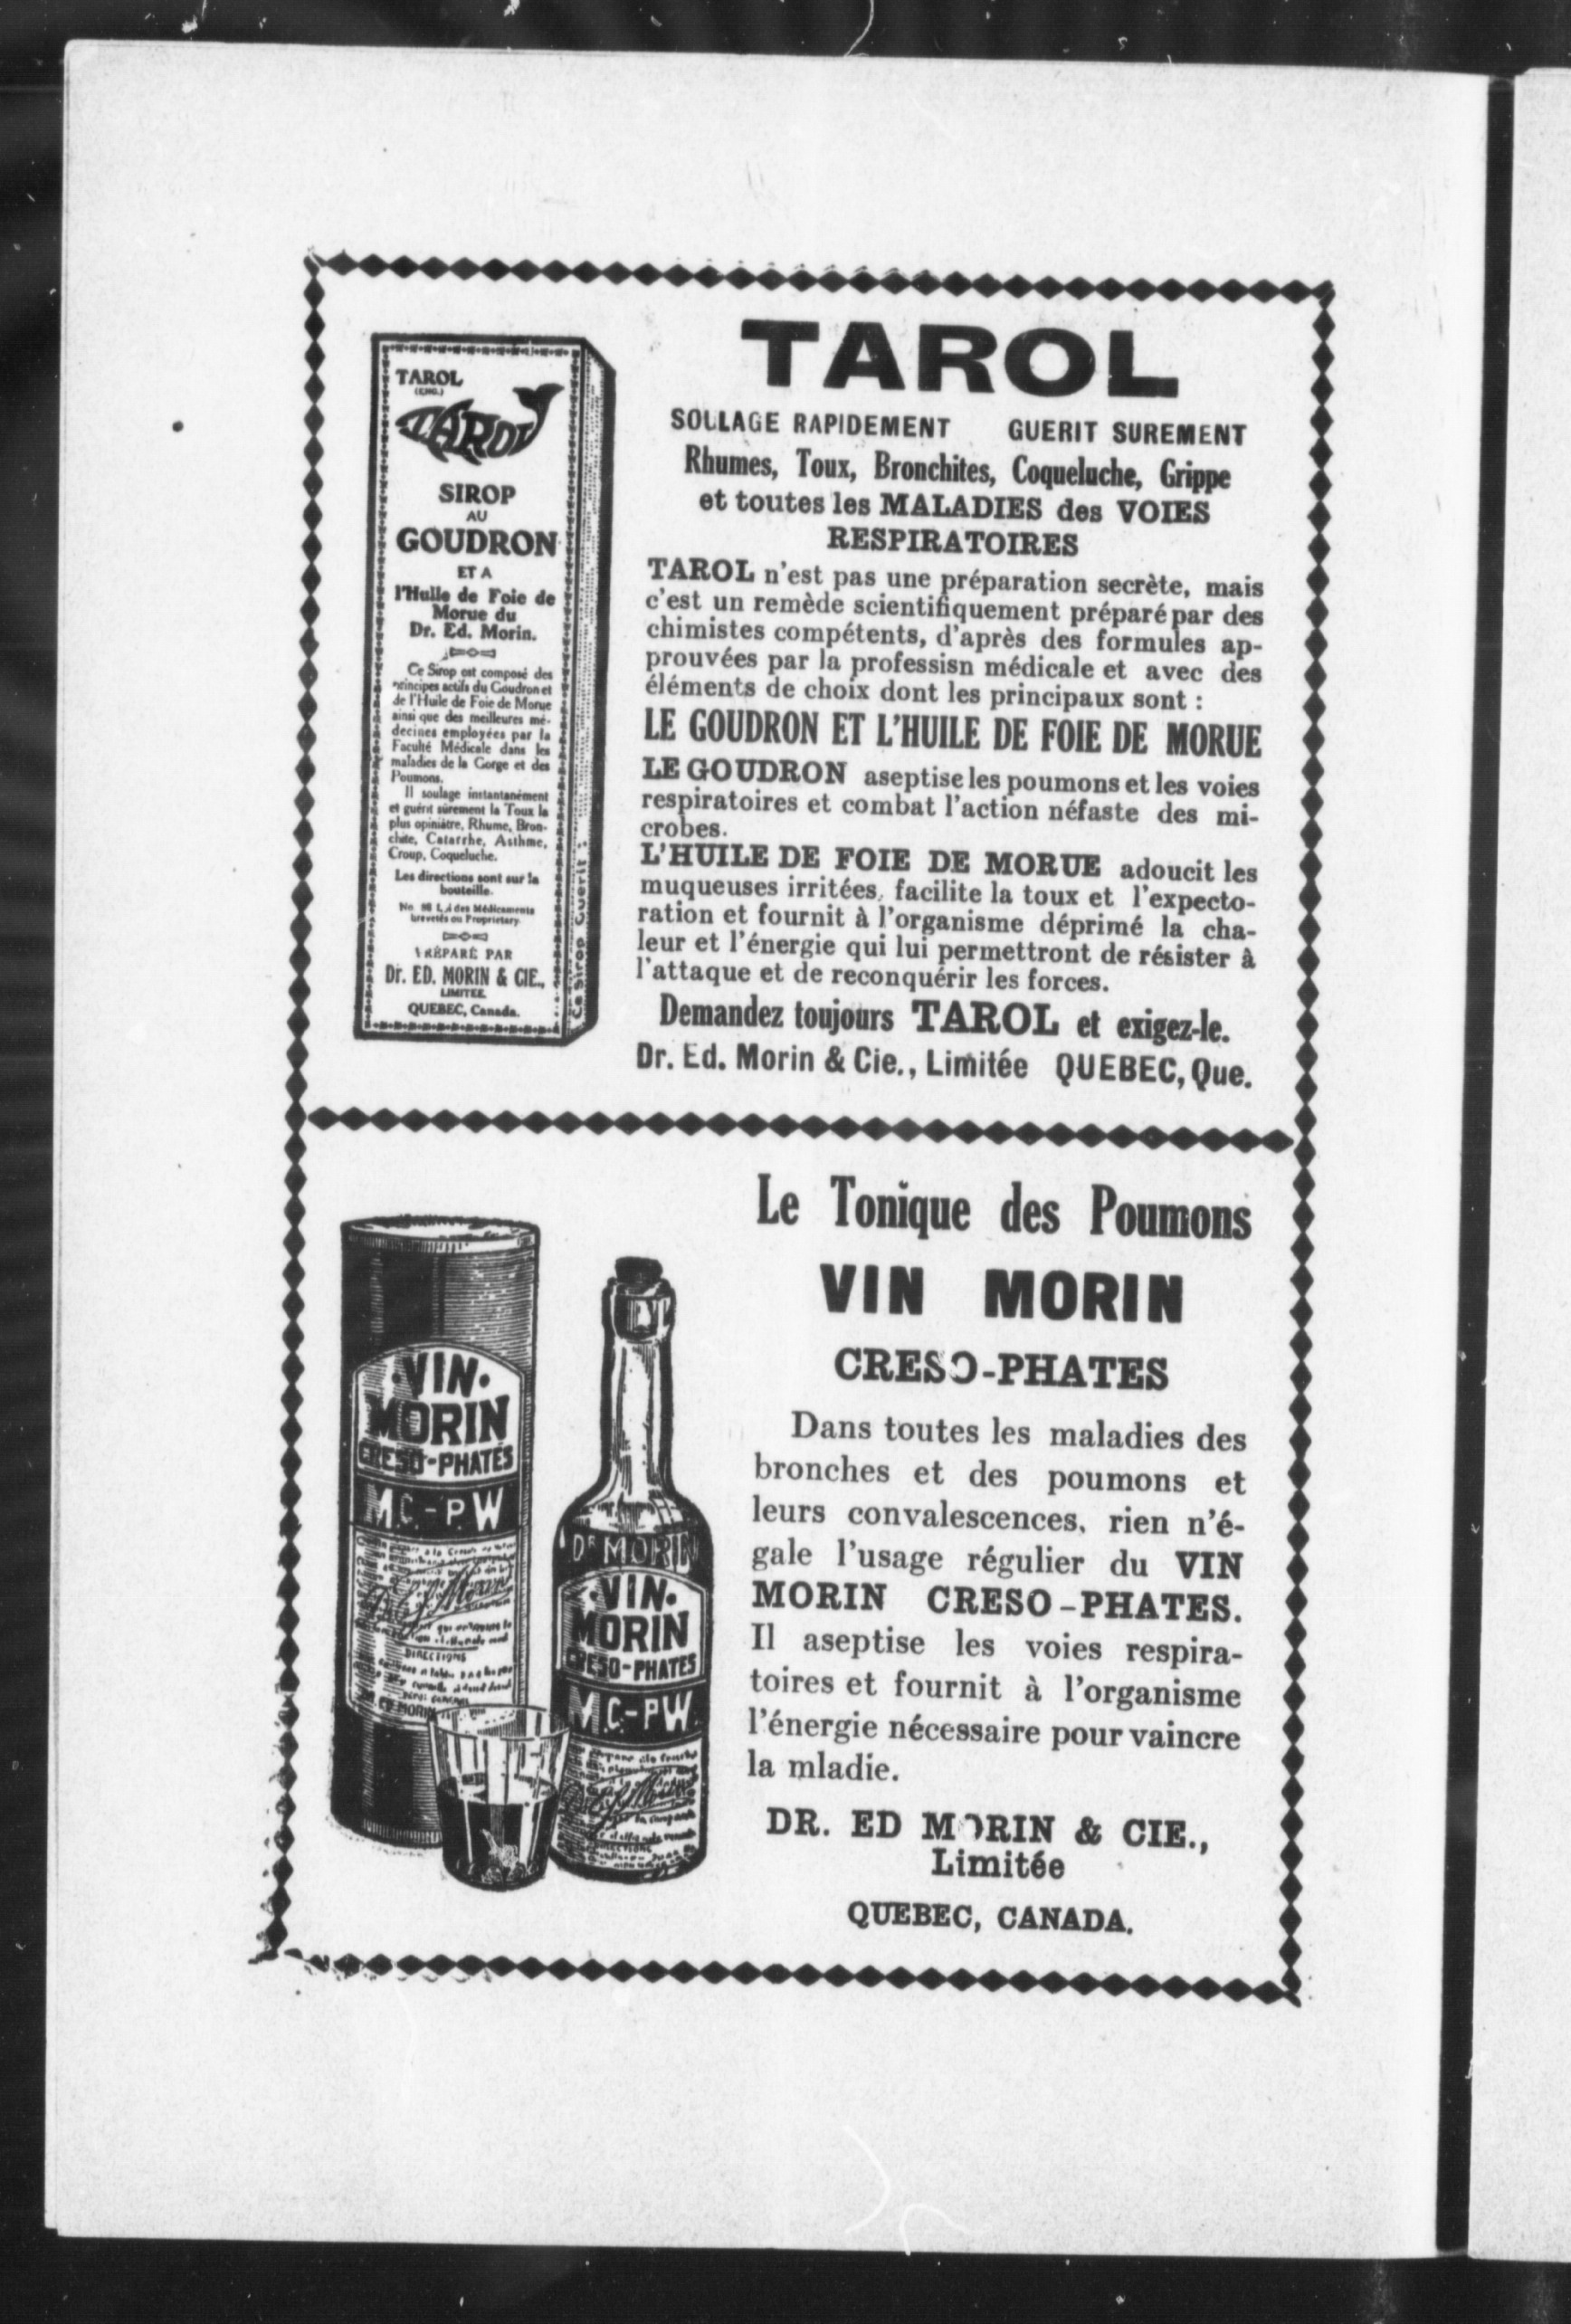 TAROL
SOULAGE RAPIDEMENT GUERIT SUREMENT
Rhumes, Toux, Bronchites, Coqueluche, Grippe
et toutes les MALADIES des VOIES
RESPIRATOIRES
TAROL n'est pas une préparation secrète, mais
c'est un remède scientifiquement préparé par des
chimistes compétents, d'après des formules ap-
prouvées par la professisn médicale et avec des
éléments de choix dont les principaux sont :
LE GOUDRON ET L'HUILE DE FOIE DE MORUE
LE GOUDRON aseptise les poumons et les voies
respiratoires et combat l'action néfaste des mi-
crobes.
L'HUILE DE FOIE DE MORUE adoucit les
muqueuses irritées, facilite la toux et l'expecto-
ration et fournit à l'organisme déprimé la cha-
leur et l'énergie qui lui permettront de résister à
l'attaque et de reconquérir les forces.
Demandez toujours TAROL et exigez-le.
Dr. Ed. Morin & Cie., Limitée QUEBEC, Que.
TAROL
(ENG.)
TAROL
SIROP
AU
GOUDRON
ET A
l'Huile de Foie de
Morue du
Dr. Ed. Morin.
Ce Sirop est composé des
principes actifs du Goudron et
de l'Huile de Foie de Morue
ainsi que des meilleures mé-
decines employées par la
Faculté Médicale dans les
maladies de la Gorge et des
Poumons.
Il soulage instantanément
et guérit sûrement la Toux la
plus opiniâtre, Rhume, Bron-
chite, Catarrhe, Asthme,
Croup, Coqueluche.
Les directions sont sur la
bouteille.
No. 98 Loi des Médicaments
brevetés ou Proprietary
PRÉPARÉ PAR
Dr. ED. MORIN & CIE.,
LIMITEE
QUEBEC, Canada.
Ce Sirop Guerit
Le Tonique des Poumons
VIN MORIN
CRESO-PHATES
Dans toutes les maladies des
bronches et des poumons et
leurs convalescences, rien n'é-
gale l'usage régulier du VIN
MORIN CRESO-PHATES.
Il aseptise les voies respira-
toires et fournit à l'organisme
l'énergie nécessaire pour vaincre
la mladie.
DR. ED MORIN & CIE.,
Limitée
QUEBEC, CANADA.
VIN
MORIN
CRESO-PHATES
M.C.-P.W
DIRECTIONS
DR MORIN
VIN
MORIN
CRESO-PHATES
M.C.-P.W.